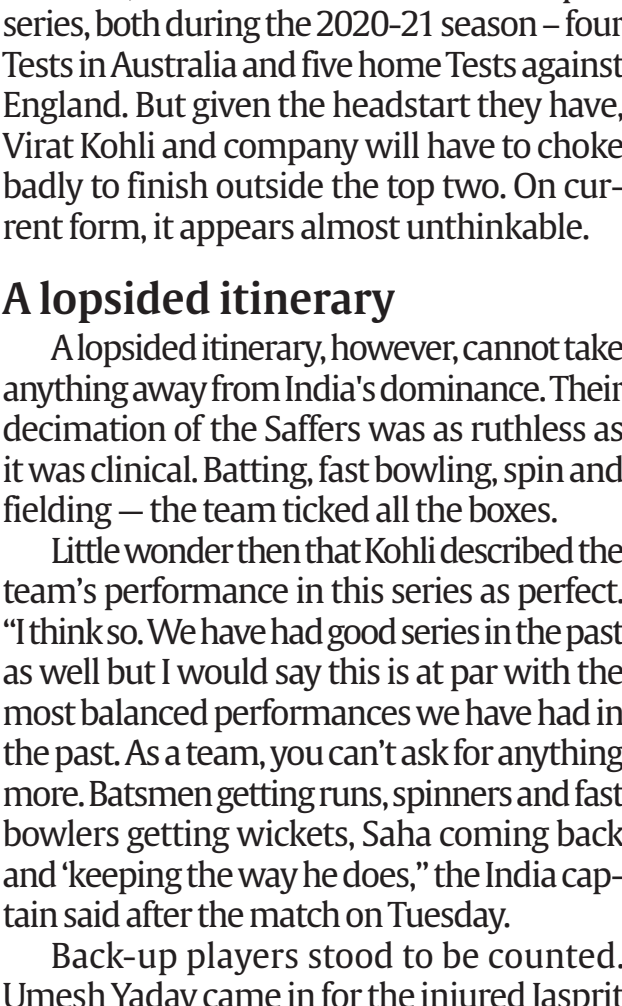 series, both during the 2020-21 season – four
Tests in Australia and five home Tests against
England. But given the headstart they have,
Virat Kohli and company will have to choke
badly to finish outside the top two. On cur-
rent form, it appears almost unthinkable.
A lopsided itinerary
A lopsided itinerary, however, cannot take
anything away from India's dominance. Their
decimation of the Saffers was as ruthless as
it was clinical. Batting, fast bowling, spin and
fielding — the team ticked all the boxes.
Little wonder then that Kohli described the
team’s performance in this series as perfect.
“I think so. We have had good series in the past
as well but I would say this is at par with the
most balanced performances we have had in
the past. As a team, you can’t ask for anything
more. Batsmen getting runs, spinners and fast
bowlers getting wickets, Saha coming back
and ‘keeping the way he does,” the India cap-
tain said after the match on Tuesday.
Back-up players stood to be counted.
Umesh Yadav came in for the injured Jasprit